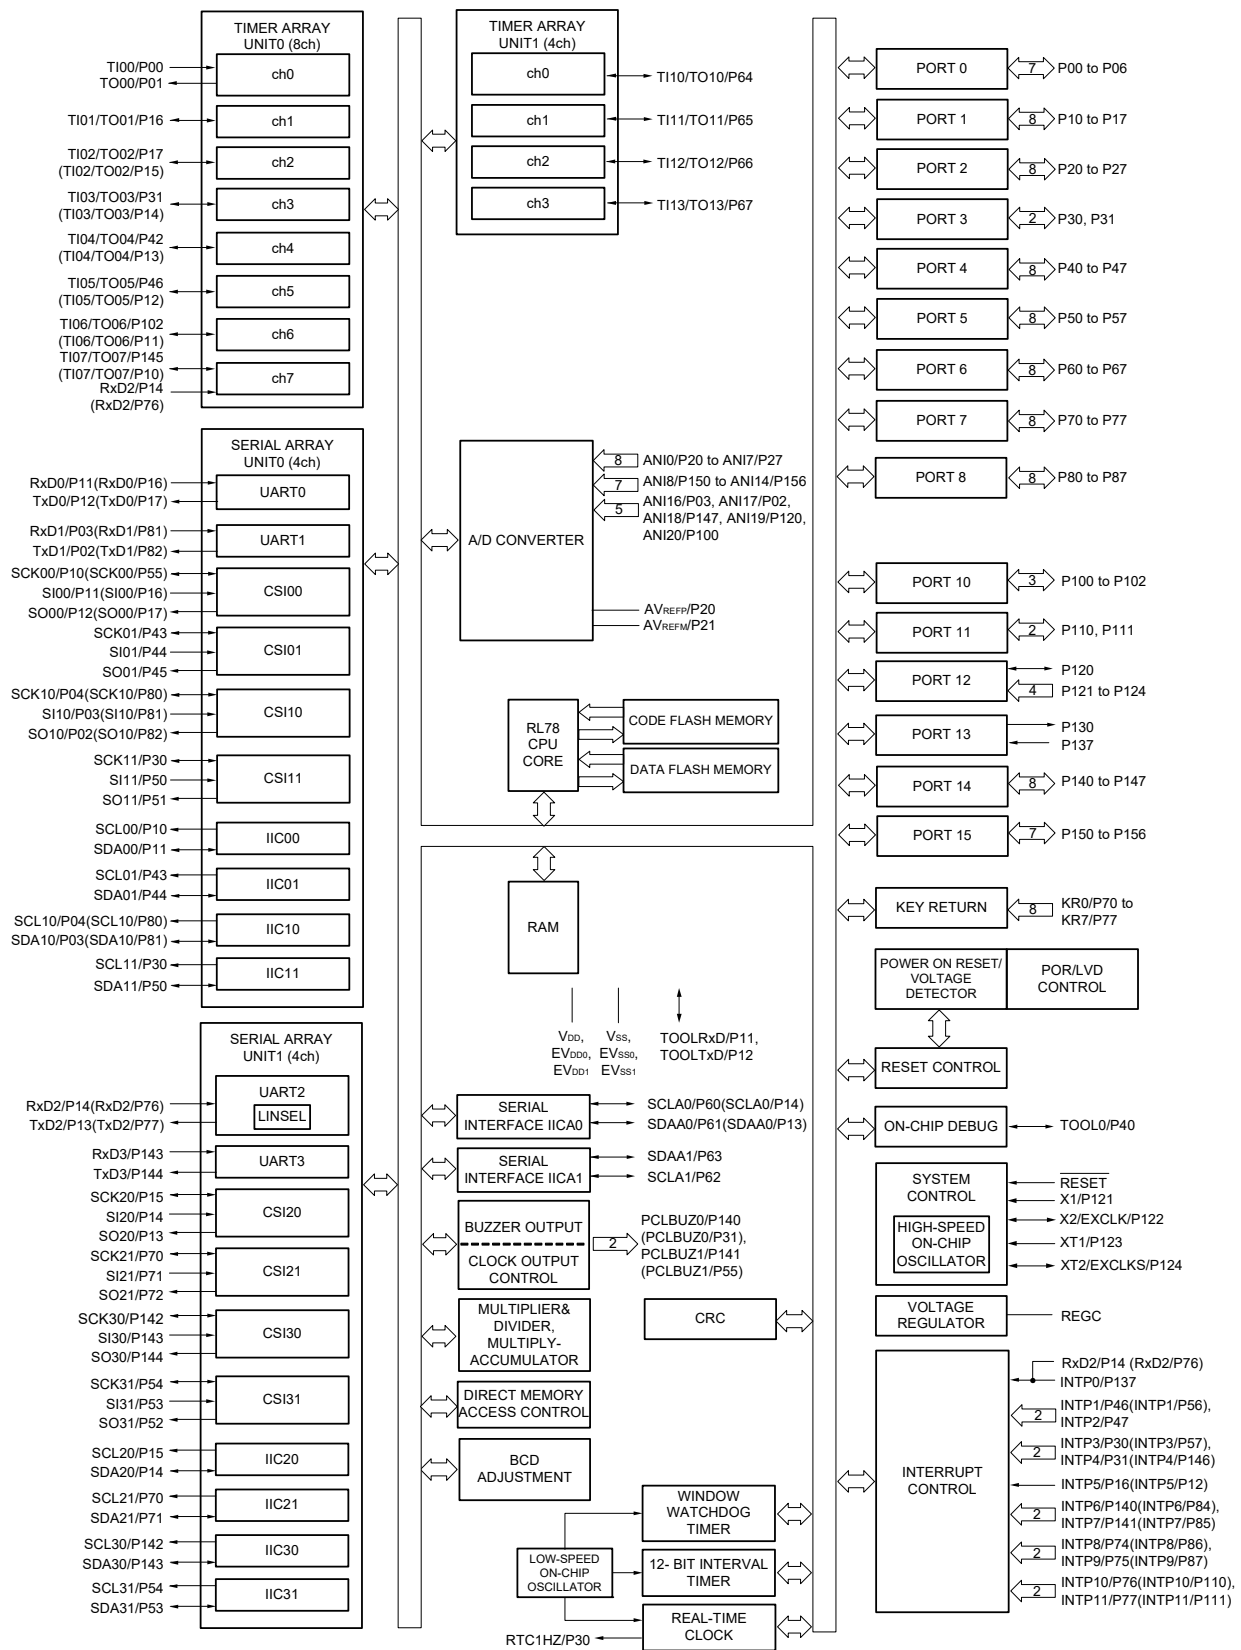 TIMER ARRAY
UNIT0 (8ch)
TI00/P00
TO00/P01
ch0
TI01/TO01/P16
ch1
TI02/TO02/P17
(TI02/TO02/P15)
ch2
TI03/TO03/P31
(TI03/TO03/P14)
ch3
TI04/TO04/P42
(TI04/TO04/P13)
ch4
TI05/TO05/P46
(TI05/TO05/P12)
ch5
TI06/TO06/P102
(TI06/TO06/P11)
ch6
TI07/TO07/P145
(TI07/TO07/P10)
RxD2/P14
(RxD2/P76)
ch7
SERIAL ARRAY
UNIT0 (4ch)
RxD0/P11(RxD0/P16)
TxD0/P12(TxD0/P17)
UART0
RxD1/P03(RxD1/P81)
TxD1/P02(TxD1/P82)
UART1
SCK00/P10(SCK00/P55)
SI00/P11(SI00/P16)
SO00/P12(SO00/P17)
CSI00
SCK01/P43
SI01/P44
SO01/P45
CSI01
SCK10/P04(SCK10/P80)
SI10/P03(SI10/P81)
SO10/P02(SO10/P82)
CSI10
SCK11/P30
SI11/P50
SO11/P51
CSI11
SCL00/P10
SDA00/P11
IIC00
SCL01/P43
SDA01/P44
IIC01
SCL10/P04(SCL10/P80)
SDA10/P03(SDA10/P81)
IIC10
SCL11/P30
SDA11/P50
IIC11
SERIAL ARRAY
UNIT1 (4ch)
UART2
LINSEL
RxD2/P14(RxD2/P76)
TxD2/P13(TxD2/P77)
RxD3/P143
TxD3/P144
UART3
SCK20/P15
SI20/P14
SO20/P13
CSI20
SCK21/P70
SI21/P71
SO21/P72
CSI21
SCK30/P142
SI30/P143
SO30/P144
CSI30
SCK31/P54
SI31/P53
SO31/P52
CSI31
SCL20/P15
SDA20/P14
IIC20
SCL21/P70
SDA21/P71
IIC21
SCL30/P142
SDA30/P143
IIC30
SCL31/P54
SDA31/P53
IIC31
TIMER ARRAY
UNIT1 (4ch)
ch0
TI10/TO10/P64
ch1
TI11/TO11/P65
ch2
TI12/TO12/P66
ch3
TI13/TO13/P67
A/D CONVERTER
8
ANI0/P20 to ANI7/P27
7
ANI8/P150 to ANI14/P156
5
ANI16/P03, ANI17/P02,
ANI18/P147, ANI19/P120,
ANI20/P100
AVREFP/P20
AVREFM/P21
RL78
CPU
CORE
CODE FLASH MEMORY
DATA FLASH MEMORY
RAM
VDD,
EVDD0,
EVDD1
VSS,
EVSS0,
EVSS1
TOOLRxD/P11,
TOOLTxD/P12
SERIAL
INTERFACE IICA0
SCLA0/P60(SCLA0/P14)
SDAA0/P61(SDAA0/P13)
SERIAL
INTERFACE IICA1
SDAA1/P63
SCLA1/P62
BUZZER OUTPUT
CLOCK OUTPUT
CONTROL
2
PCLBUZ0/P140
(PCLBUZ0/P31),
PCLBUZ1/P141
(PCLBUZ1/P55)
MULTIPLIER&
DIVIDER,
MULTIPLY-
ACCUMULATOR
CRC
DIRECT MEMORY
ACCESS CONTROL
BCD
ADJUSTMENT
WINDOW
WATCHDOG
TIMER
LOW-SPEED
ON-CHIP
OSCILLATOR
12- BIT INTERVAL
TIMER
REAL-TIME
CLOCK
RTC1HZ/P30
PORT 0
7
P00 to P06
PORT 1
8
P10 to P17
PORT 2
8
P20 to P27
PORT 3
2
P30, P31
PORT 4
8
P40 to P47
PORT 5
8
P50 to P57
PORT 6
8
P60 to P67
PORT 7
8
P70 to P77
PORT 8
8
P80 to P87
PORT 10
3
P100 to P102
PORT 11
2
P110, P111
PORT 12
P120
4
P121 to P124
PORT 13
P130
P137
PORT 14
8
P140 to P147
PORT 15
7
P150 to P156
KEY RETURN
8
KR0/P70 to
KR7/P77
POWER ON RESET/
VOLTAGE
DETECTOR
POR/LVD
CONTROL
RESET CONTROL
ON-CHIP DEBUG
TOOL0/P40
SYSTEM
CONTROL
HIGH-SPEED
ON-CHIP
OSCILLATOR
RESET
X1/P121
X2/EXCLK/P122
XT1/P123
XT2/EXCLKS/P124
VOLTAGE
REGULATOR
REGC
INTERRUPT
CONTROL
RxD2/P14 (RxD2/P76)
INTP0/P137
2
INTP1/P46(INTP1/P56),
INTP2/P47
2
INTP3/P30(INTP3/P57),
INTP4/P31(INTP4/P146)
INTP5/P16(INTP5/P12)
2
INTP6/P140(INTP6/P84),
INTP7/P141(INTP7/P85)
2
INTP8/P74(INTP8/P86),
INTP9/P75(INTP9/P87)
2
INTP10/P76(INTP10/P110),
INTP11/P77(INTP11/P111)